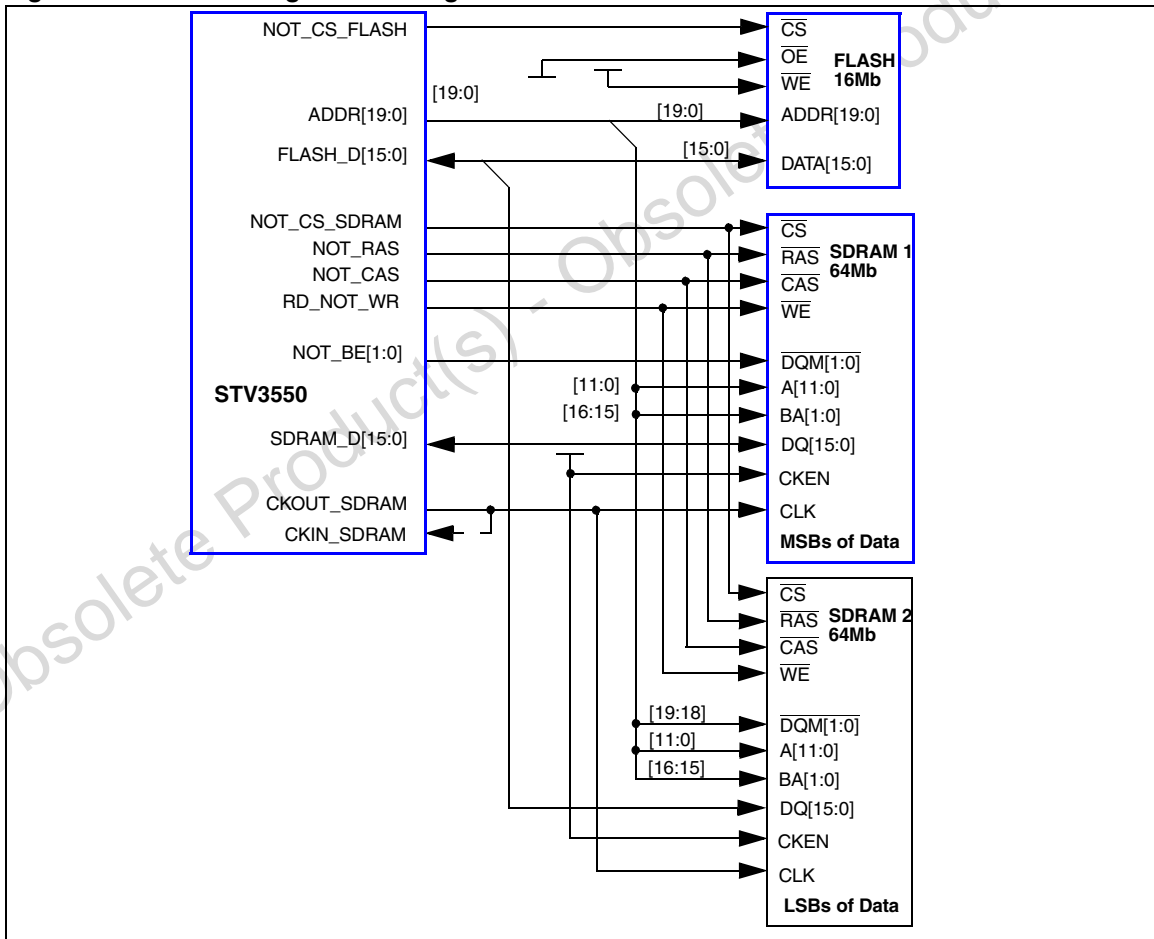 NOT_CS_FLASH
[19:0]
ADDR[19:0]
FLASH_D[15:0]
NOT_CS_SDRAM
NOT_RAS
NOT_CAS
RD_NOT_WR
NOT_BE[1:0]
STV3550
SDRAM_D[15:0]
CKOUT_SDRAM
CKIN_SDRAM
[19:0]
[15:0]
CS
OE
WE
FLASH
16Mb
ADDR[19:0]
DATA[15:0]
CS
RAS
CAS
WE
SDRAM 1
64Mb
[11:0]
[16:15]
DQM[1:0]
A[11:0]
BA[1:0]
DQ[15:0]
CKEN
CLK
MSBs of Data
CS
RAS
CAS
WE
SDRAM 2
64Mb
[19:18]
[11:0]
[16:15]
DQM[1:0]
A[11:0]
BA[1:0]
DQ[15:0]
CKEN
CLK
LSBs of Data
Obsolete Product(s) - Obsolete